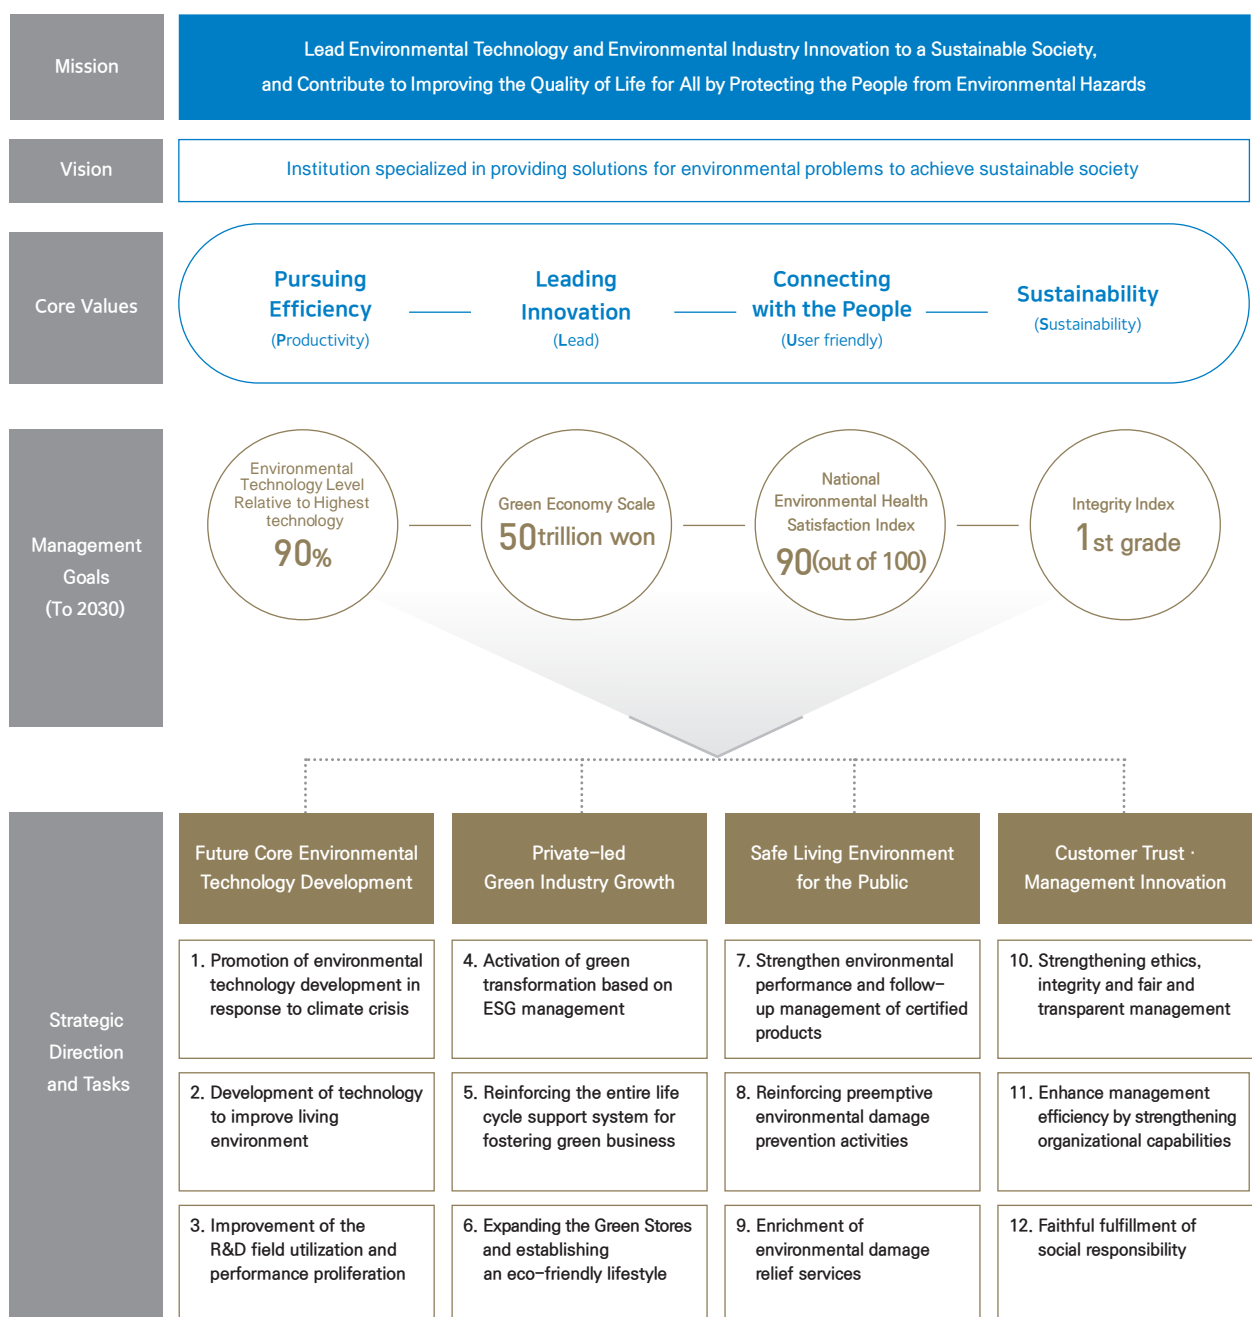 Mission
Lead Environmental Technology and Environmental Industry Innovation to a Sustainable Society,
and Contribute to Improving the Quality of Life for All by Protecting the People from Environmental Hazards
Vision
Institution specialized in providing solutions for environmental problems to achieve sustainable society
Core Values
Pursuing
Efficiency
(Productivity)
Leading
Innovation
(Lead)
Connecting
with the People
(User friendly)
Sustainability
(Sustainability)
Management
Goals
(To 2030)
Environmental
Technology Level
Relative to Highest
technology
90%
Green Economy Scale
50trillion won
National
Environmental Health
Satisfaction Index
90(out of 100)
Integrity Index
1st grade
Strategic
Direction
and Tasks
Future Core Environmental
Technology Development
1. Promotion of environmental
technology development in
response to climate crisis
2. Development of technology
to improve living
environment
3. Improvement of the
R&D field utilization and
performance proliferation
Private-led
Green Industry Growth
4. Activation of green
transformation based on
ESG management
5. Reinforcing the entire life
cycle support system for
fostering green business
6. Expanding the Green Stores
and establishing
an eco-friendly lifestyle
Safe Living Environment
for the Public
7. Strengthen environmental
performance and follow-
up management of certified
products
8. Reinforcing preemptive
environmental damage
prevention activities
9. Enrichment of
environmental damage
relief services
Customer Trust ·
Management Innovation
10. Strengthening ethics,
integrity and fair and
transparent management
11. Enhance management
efficiency by strengthening
organizational capabilities
12. Faithful fulfillment of
social responsibility